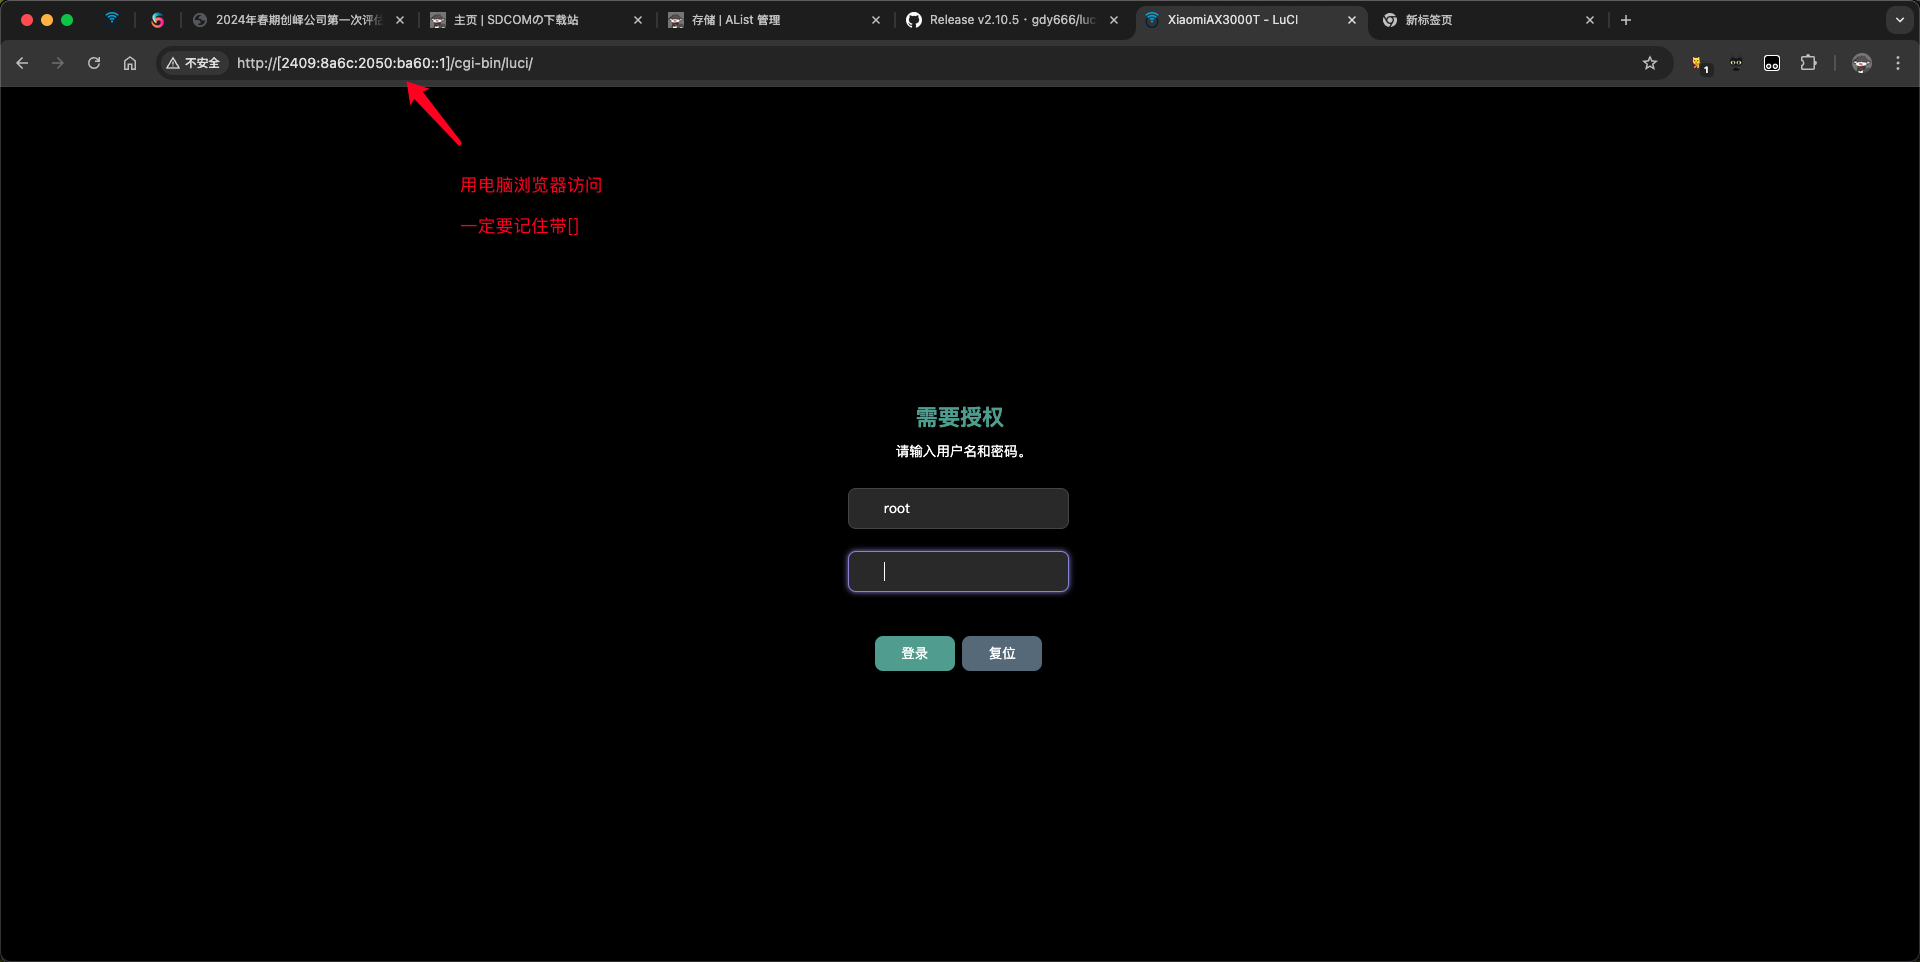 2024年春期创峰公司第一次评估
主页 | SDCOMの下载站
存储 | AList 管理
Release v2.10.5 · gdy666/luc
XiaomiAX3000T - LuCI
新标签页
不安全
http://[2409:8a6c:2050:ba60::1]/cgi-bin/luci/
1
用电脑浏览器访问
一定要记住带[]
需要授权
请输入用户名和密码。
root
登录
复位